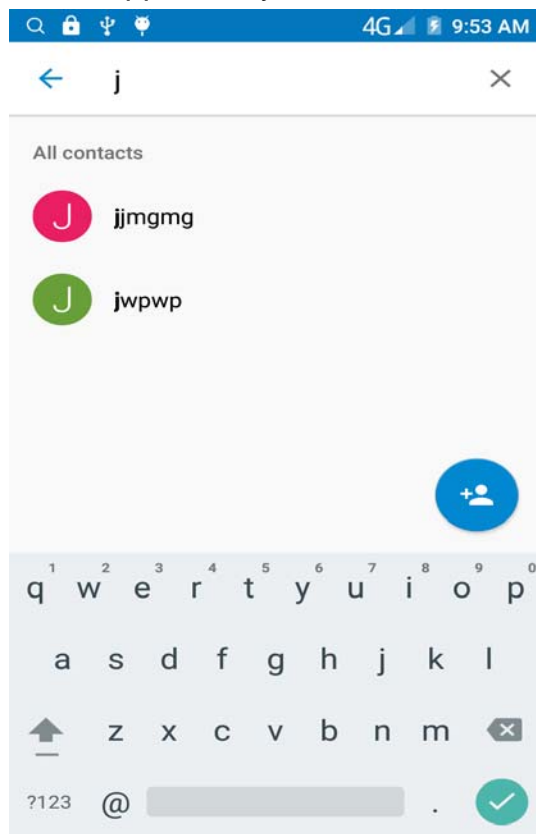 4G 9:53 AM
j
All contacts
J jjmgmg
J jwpwp
1 2 3 4 5 6 7 8 9 0
q w e r t y u i o p
a s d f g h j k l
z x c v b n m
?123 @ .